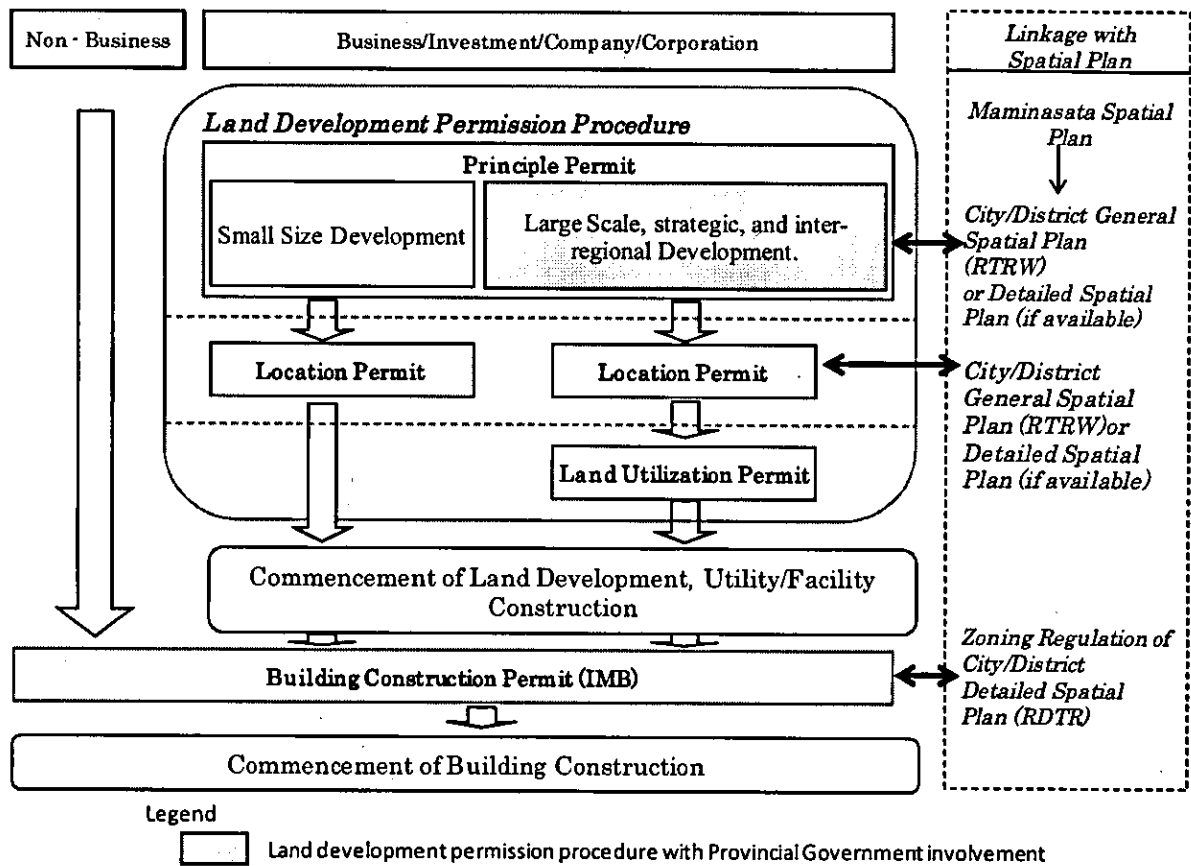 Non - Business
Business/Investment/Company/Corporation
Linkage with
Spatial Plan
Land Development Permission Procedure
Principle Permit
Small Size Development
Large Scale, strategic, and inter-
regional Development.
Maminasata Spatial
Plan
City/District General
Spatial Plan
(RTRW)
or Detailed Spatial
Plan (if available)
Location Permit
Location Permit
City/District
General Spatial
Plan (RTRW)or
Detailed Spatial
Plan (if available)
Land Utilization Permit
Commencement of Land Development, Utility/Facility
Construction
Building Construction Permit (IMB)
Zoning Regulation of
City/District
Detailed Spatial
Plan (RDTR)
Commencement of Building Construction
Legend
Land development permission procedure with Provincial Government involvement